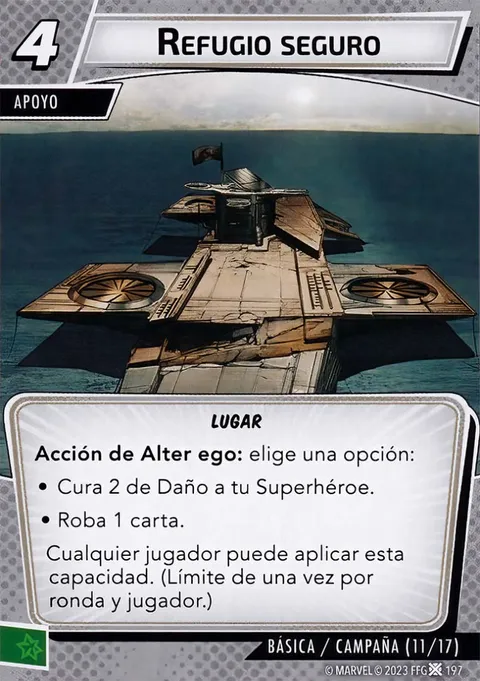 4
REFUGIO SEGURO
APOYO
LUGAR
Acción de Alter ego: elige una opción:
• Cura 2 de Daño a tu Superhéroe.
• Roba 1 carta.
Cualquier jugador puede aplicar esta
capacidad. (Límite de una vez por
ronda y jugador.)
BÁSICA / CAMPAÑA (11/17)
© MARVEL © 2023 FFG 197